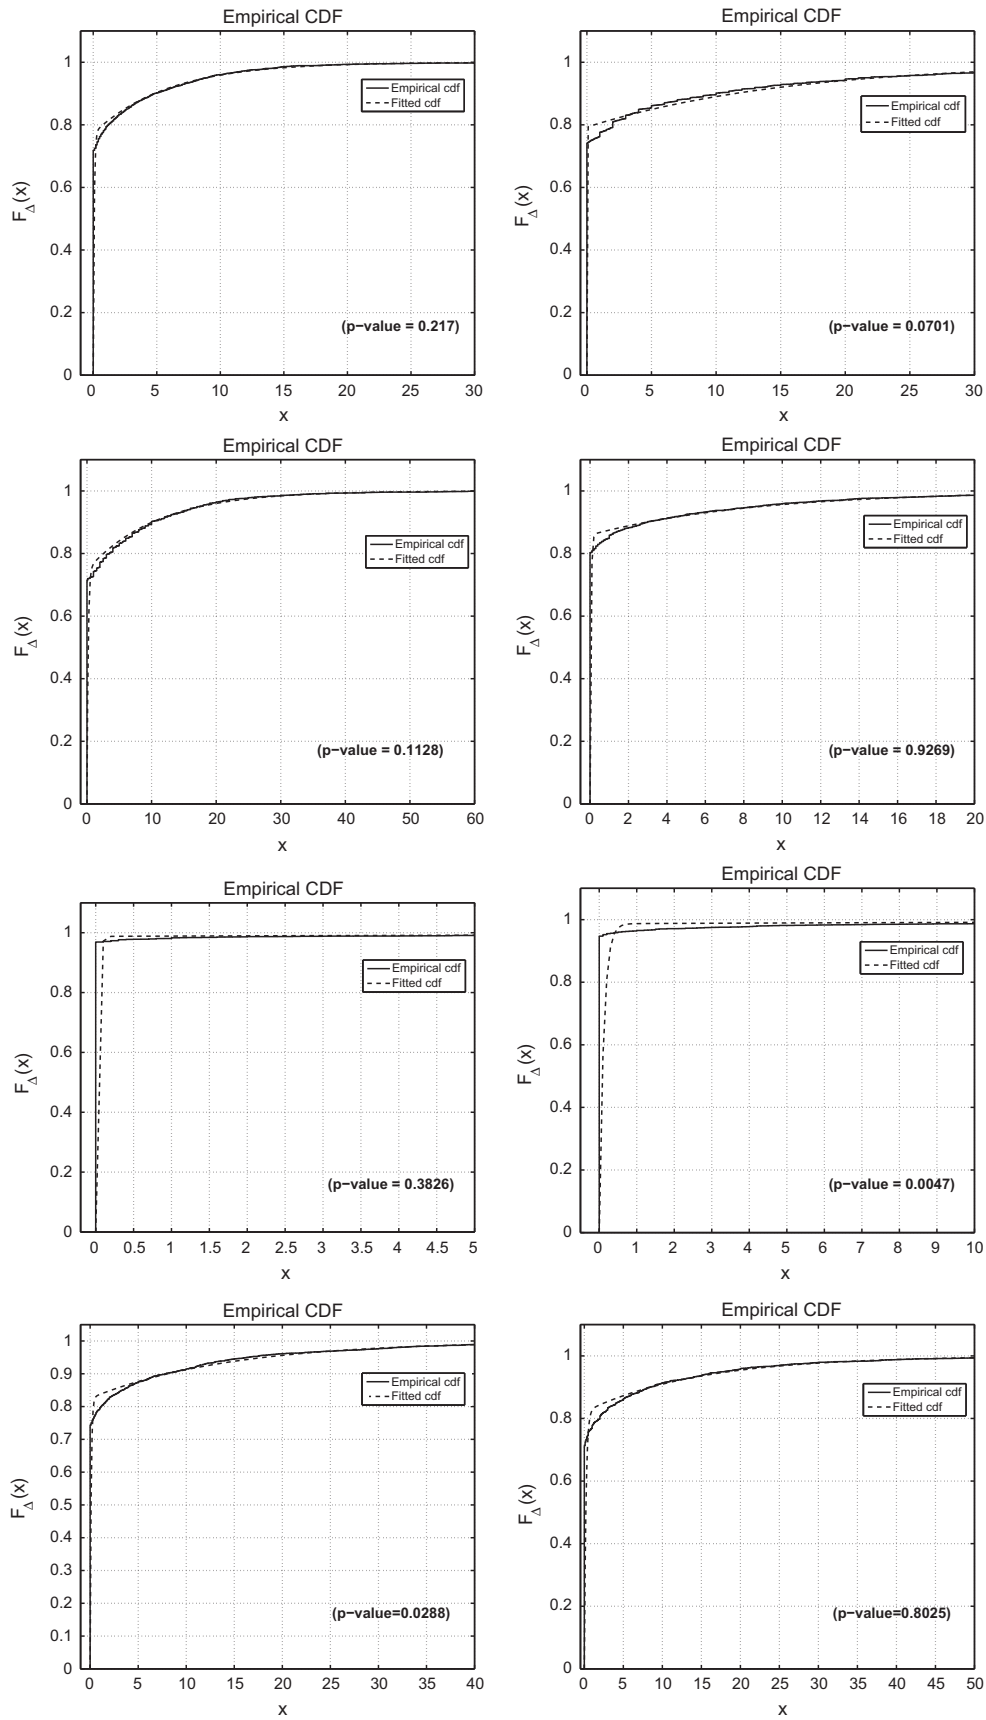 Empirical CDF
1
0.8
0.6
0.4
0.2
0
F_Δ(x)
Empirical cdf
Fitted cdf
(p−value = 0.217)
0 5 10 15 20 25 30
x
Empirical CDF
1
0.8
0.6
0.4
0.2
0
F_Δ(x)
Empirical cdf
Fitted cdf
(p−value = 0.0701)
0 5 10 15 20 25 30
x
Empirical CDF
1
0.8
0.6
0.4
0.2
0
F_Δ(x)
Empirical cdf
Fitted cdf
(p−value = 0.1128)
0 10 20 30 40 50 60
x
Empirical CDF
1
0.8
0.6
0.4
0.2
0
F_Δ(x)
Empirical cdf
Fitted cdf
(p−value = 0.9269)
0 2 4 6 8 10 12 14 16 18 20
x
Empirical CDF
1
0.8
0.6
0.4
0.2
0
F_Δ(x)
Empirical cdf
Fitted cdf
(p−value = 0.3826)
0 0.5 1 1.5 2 2.5 3 3.5 4 4.5 5
x
Empirical CDF
1
0.8
0.6
0.4
0.2
0
F_Δ(x)
Empirical cdf
Fitted cdf
(p−value = 0.0047)
0 1 2 3 4 5 6 7 8 9 10
x
Empirical CDF
1
0.9
0.8
0.7
0.6
0.5
0.4
0.3
0.2
0.1
0
F_Δ(x)
Empirical cdf
Fitted cdf
(p−value=0.0288)
0 5 10 15 20 25 30 35 40
x
Empirical CDF
1
0.8
0.6
0.4
0.2
0
F_Δ(x)
Empirical cdf
Fitted cdf
(p−value=0.8025)
0 5 10 15 20 25 30 35 40 45 50
x